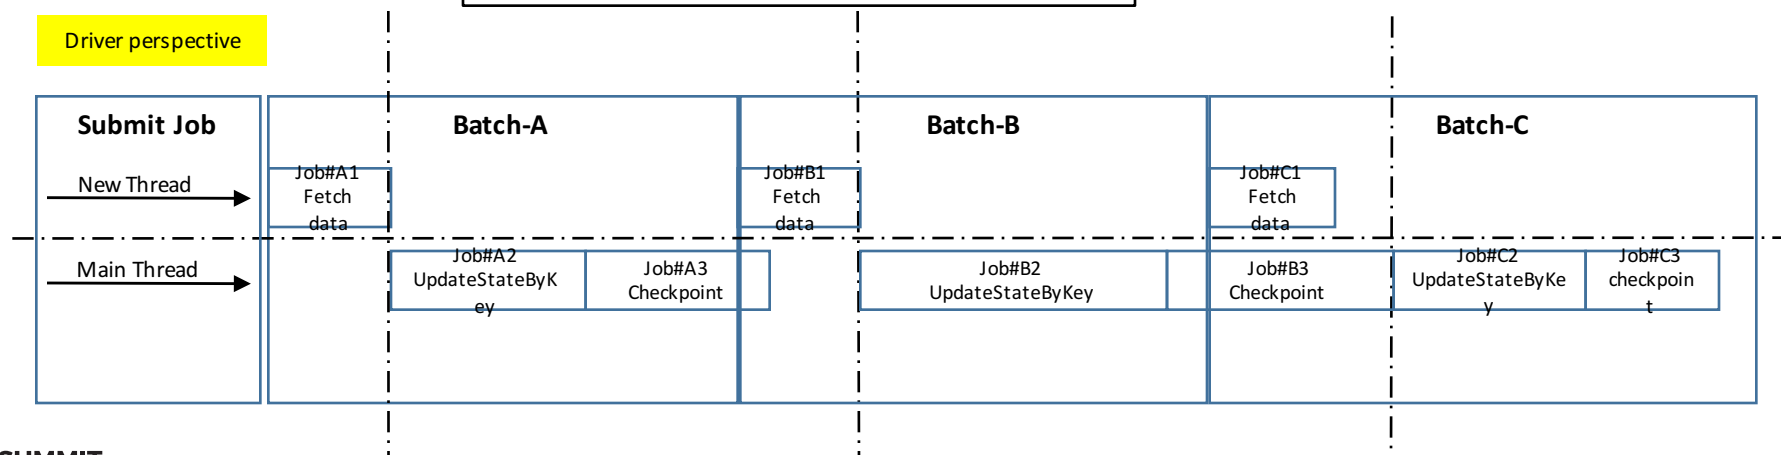 Driver perspective
Submit Job
Batch-A
Batch-B
Batch-C
New Thread
Job#A1
Fetch
data
Job#B1
Fetch
data
Job#C1
Fetch
data
Main Thread
Job#A2
UpdateStateByK
ey
Job#A3
Checkpoint
Job#B2
UpdateStateByKey
Job#B3
Checkpoint
Job#C2
UpdateStateByKe
y
Job#C3
checkpoin
t
SUMMIT